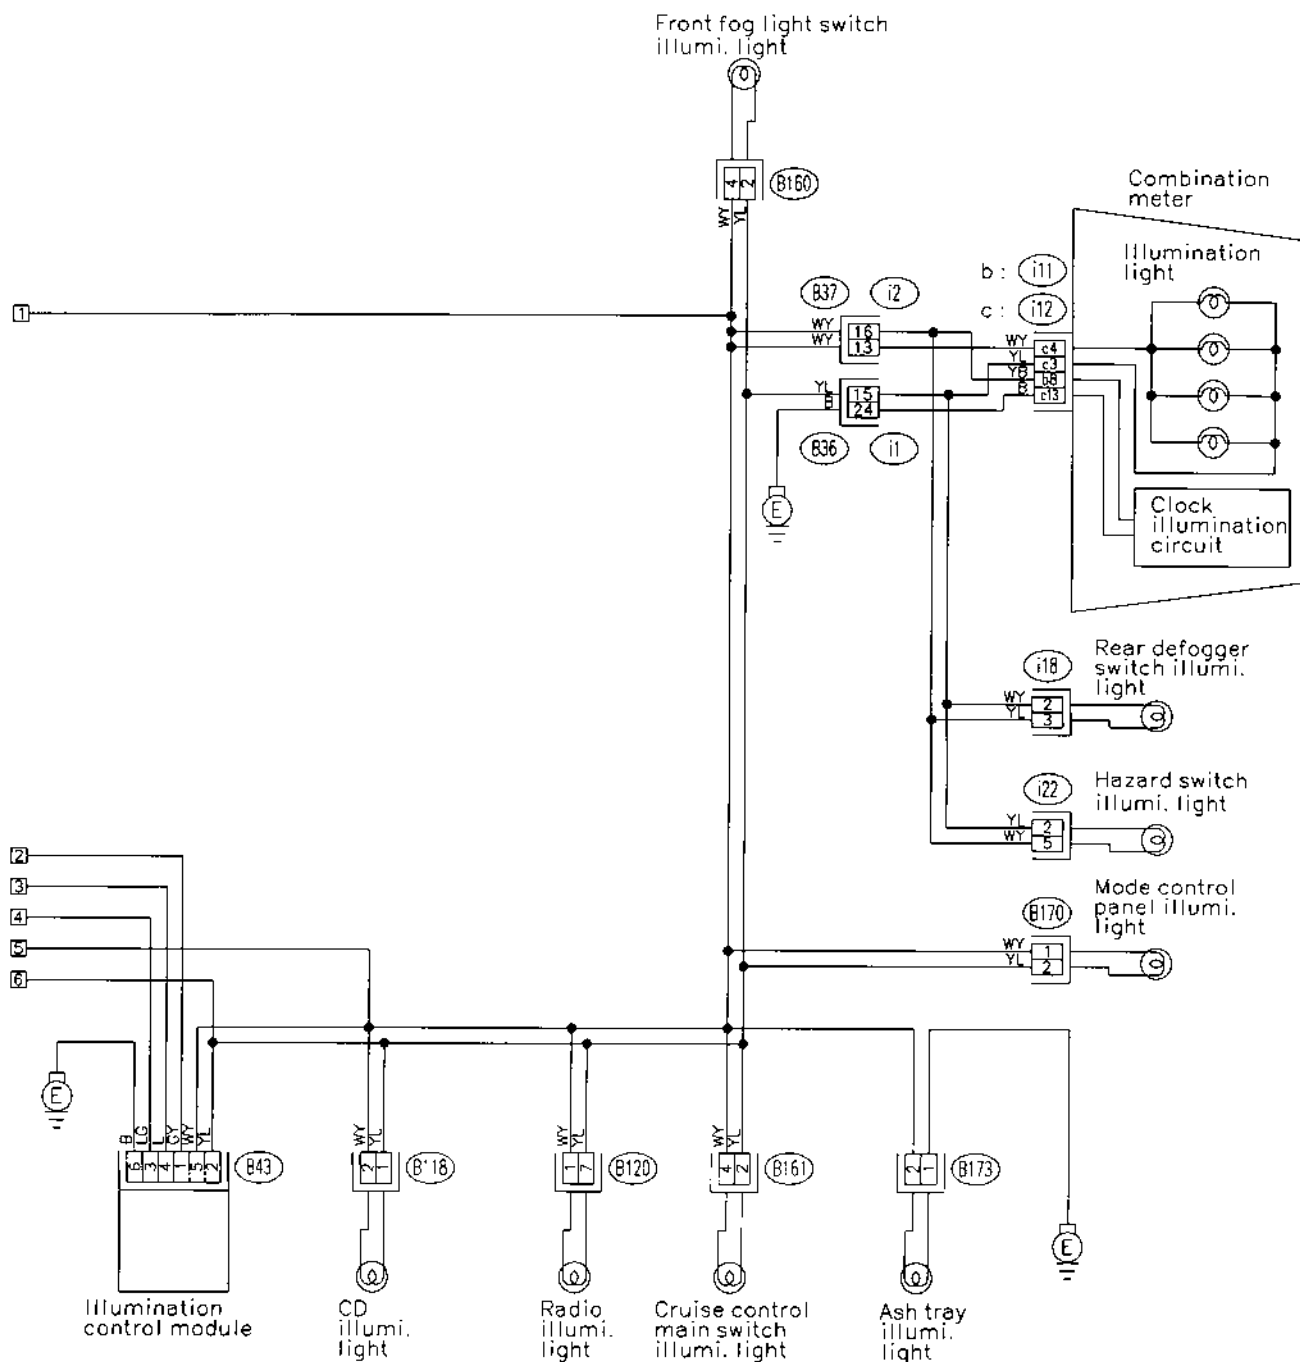 Front fog light switch
illumi. light
4 2
B160
WY YL
Combination
meter
Illumination
light
b : i11
c : i12
1
B37 i2
WY 16
WY 13
WY c4
YL c3
YB b8
B c13
YL 15
B 24
B36 i1
E
Clock
illumination
circuit
i18
Rear defogger
switch illumi.
light
WY 2
YL 3
i22
Hazard switch
illumi. light
YL 2
WY 5
2
3
4
5
6
B170
Mode control
panel illumi.
light
WY 1
YL 2
E
B LG L GY WY YL
6 3 4 1 5 2
B43
WY YL
2 1
B118
WY YL
1 7
B120
WY YL
4 2
B161
2 1
B173
E
Illumination
control module
CD
illumi.
light
Radio
illumi.
light
Cruise control
main switch
illumi. light
Ash tray
illumi.
light